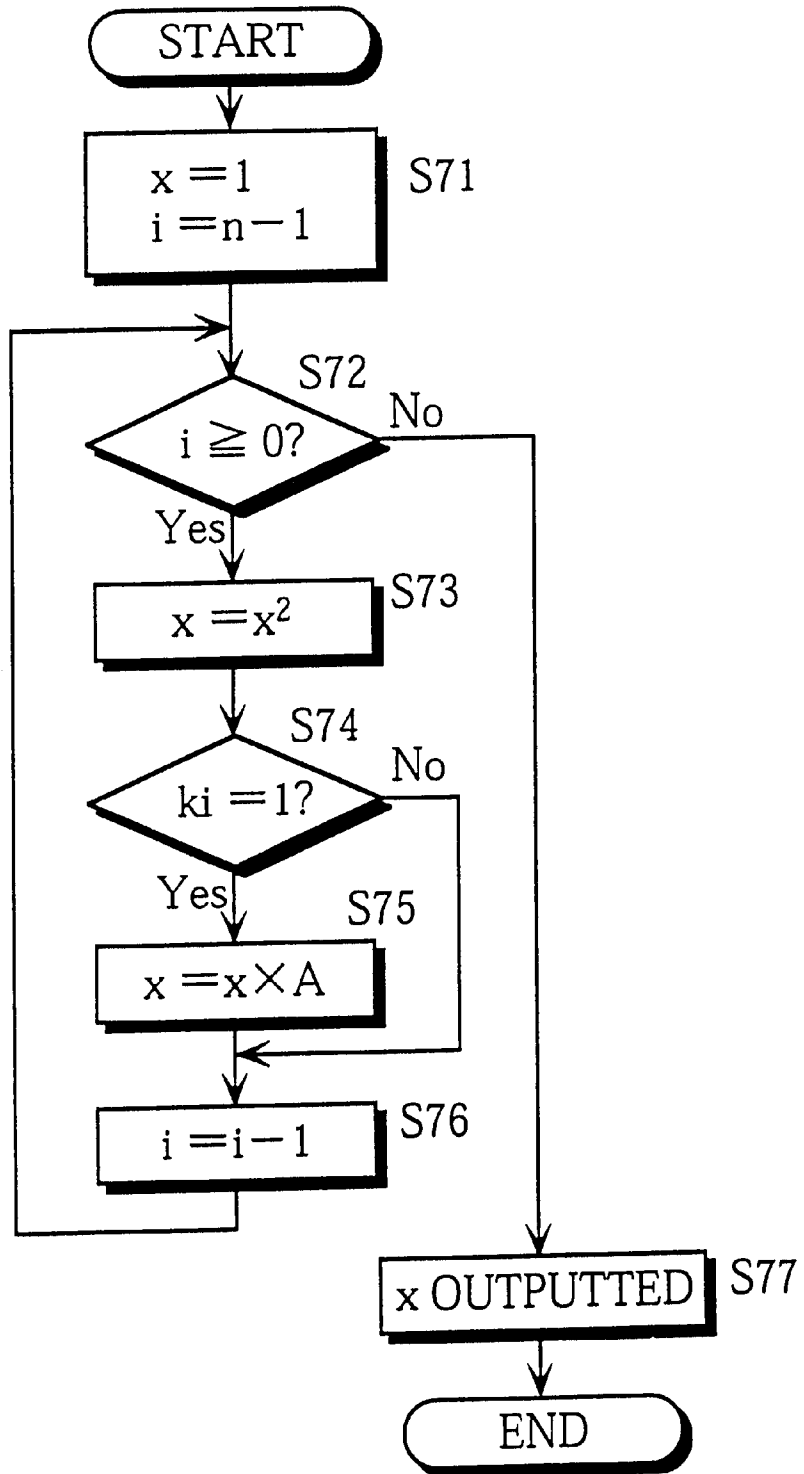 START
x=1
i=n-1
S71
S72
i ≧ 0?
No
Yes
S73
x=x²
S74
ki=1?
No
Yes
S75
x=x×A
S76
i=i-1
x OUTPUTTED
S77
END